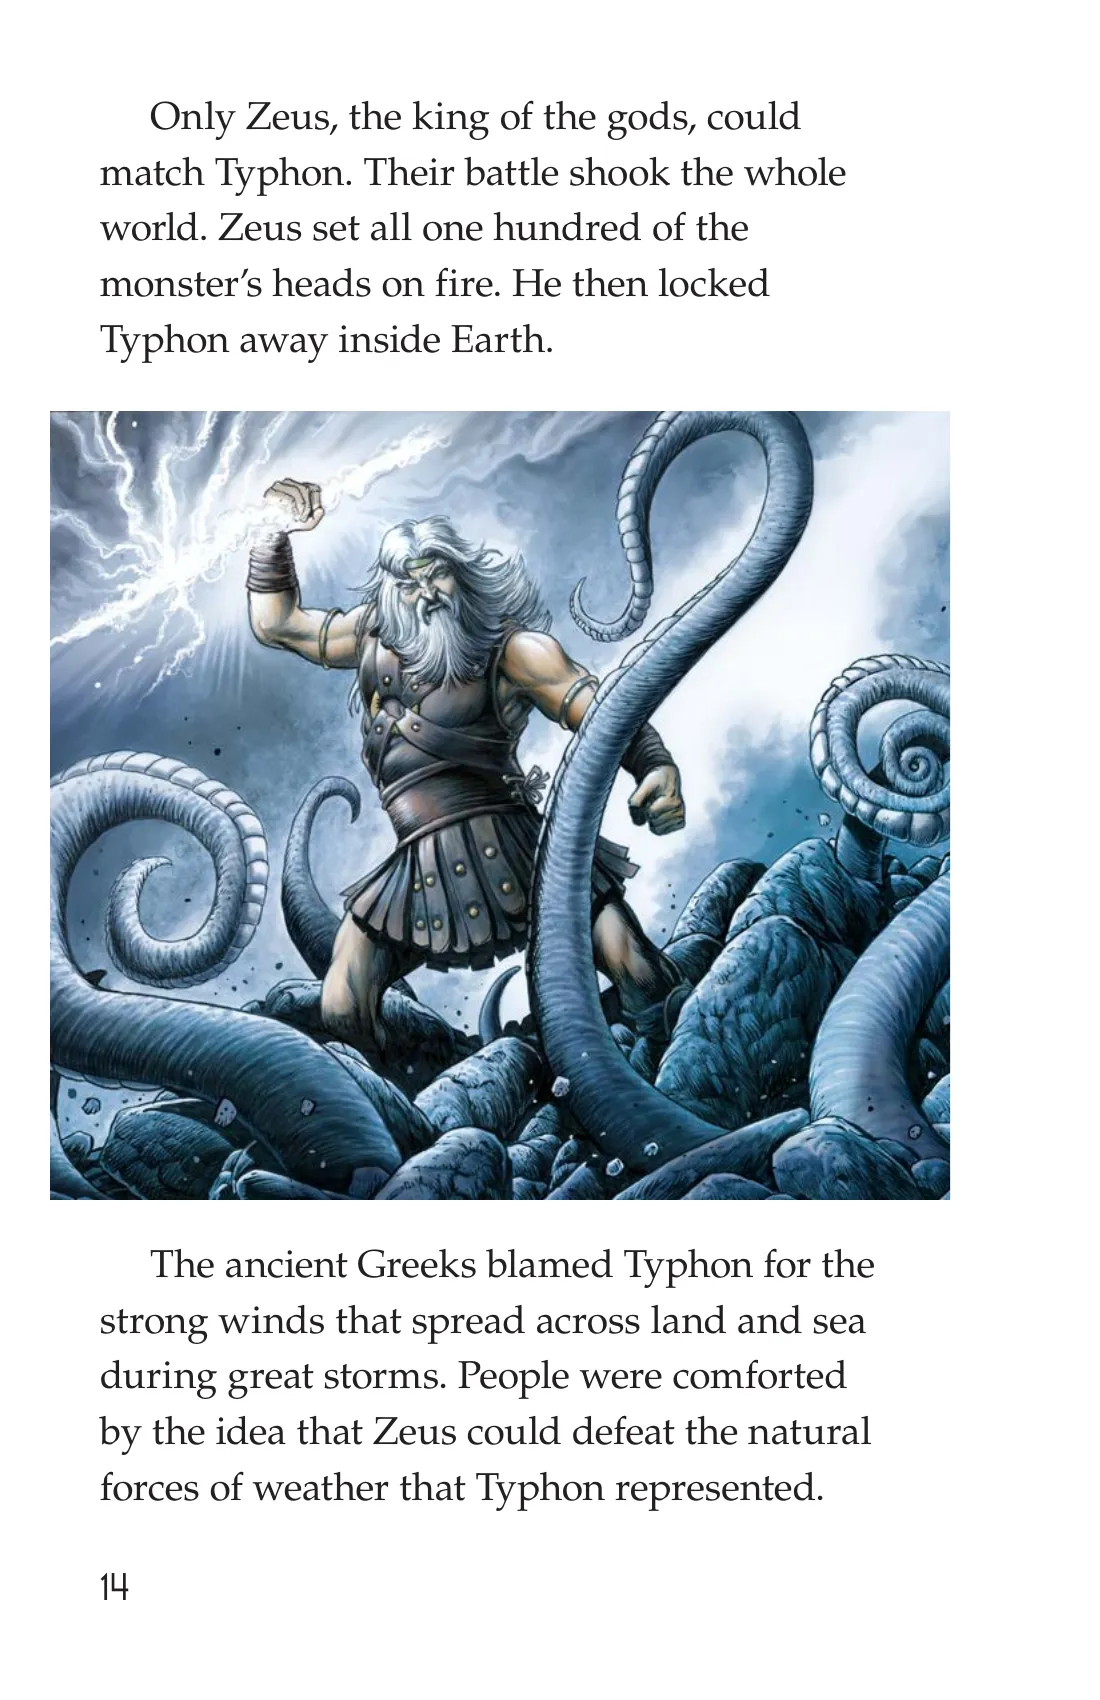 Only Zeus, the king of the gods, could
match Typhon. Their battle shook the whole
world. Zeus set all one hundred of the
monster’s heads on fire. He then locked
Typhon away inside Earth.
The ancient Greeks blamed Typhon for the
strong winds that spread across land and sea
during great storms. People were comforted
by the idea that Zeus could defeat the natural
forces of weather that Typhon represented.
14